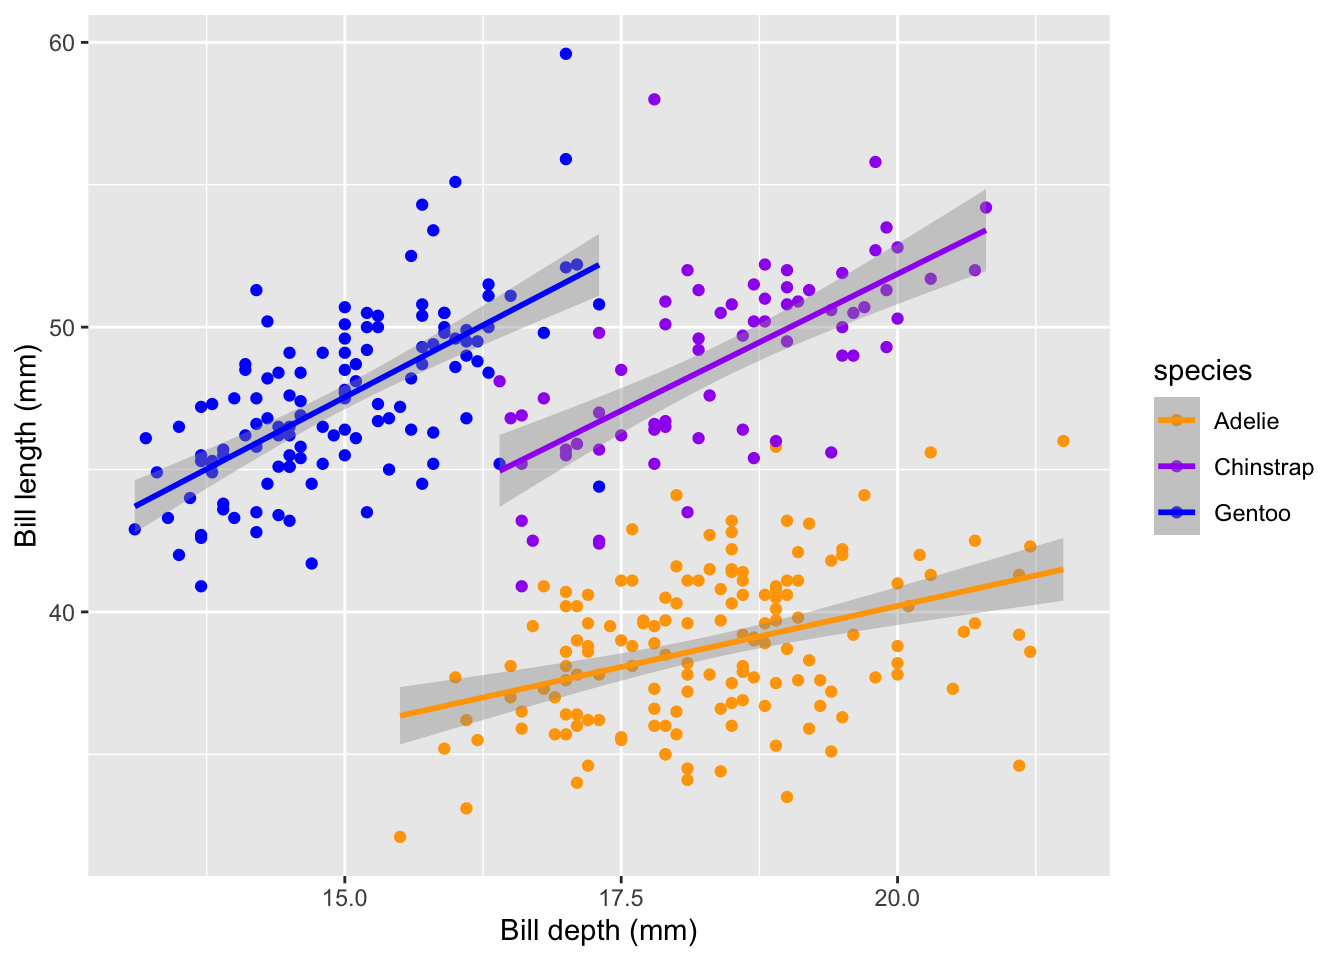 60
50
40
Bill length (mm)
15.0 17.5 20.0
Bill depth (mm)
species
Adelie
Chinstrap
Gentoo